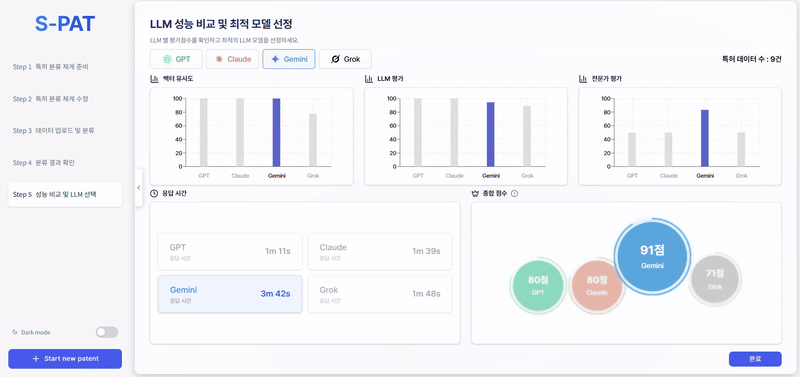 S-PAT
Step 1 특허 분류 체계 준비
Step 2 특허 분류 체계 수정
Step 3 데이터 업로드 및 분류
Step 4 분류 결과 확인
Step 5 성능 비교 및 LLM 선택
Dark mode
+ Start new patent
LLM 성능 비교 및 최적 모델 선정
LLM 별 평가점수를 확인하고 최적의 LLM 모델을 선정하세요.
GPT Claude Gemini Grok
특허 데이터 수 : 9건
벡터 유사도
100
80
60
40
20
0
GPT Claude Gemini Grok
LLM 평가
100
80
60
40
20
0
GPT Claude Gemini Grok
전문가 평가
100
80
60
40
20
0
GPT Claude Gemini Grok
응답 시간
GPT
응답 시간
1m 11s
Claude
응답 시간
1m 39s
Gemini
응답 시간
3m 42s
Grok
응답 시간
1m 48s
종합 점수
80점
GPT
80점
Claude
91점
Gemini
71점
Grok
완료